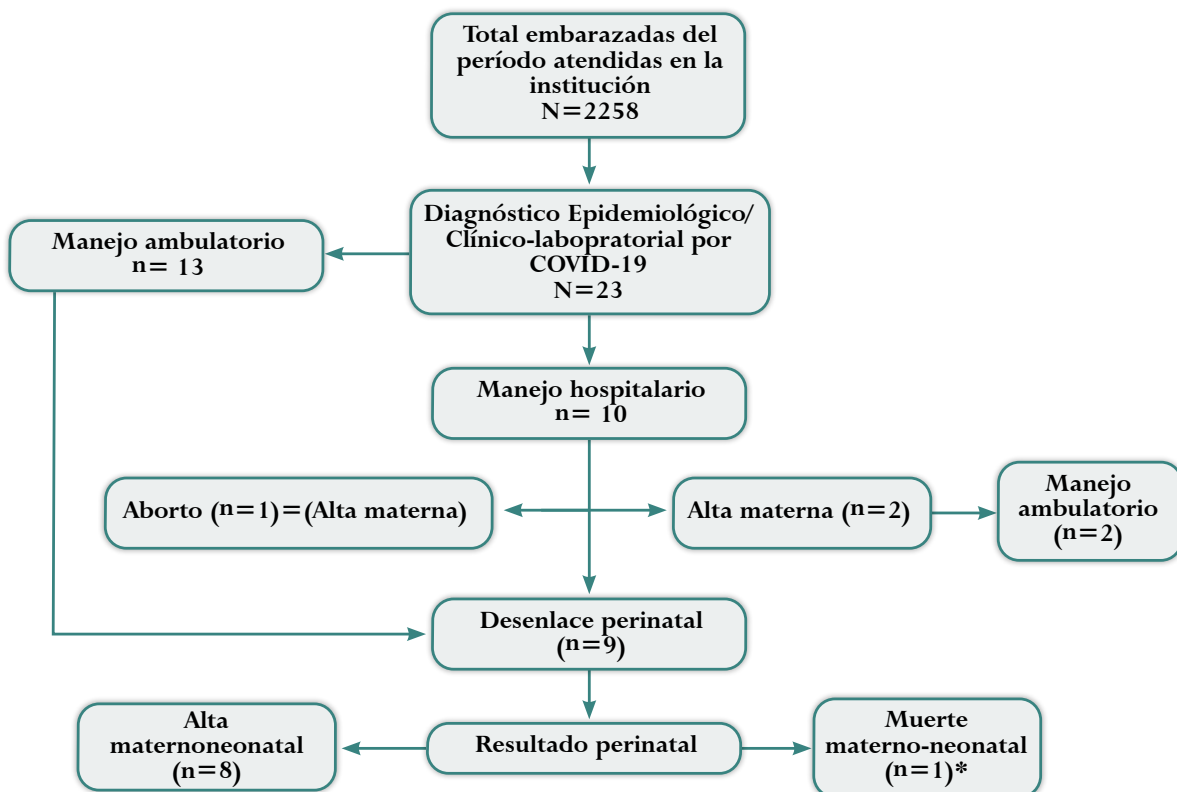 Total embarazadas del
período atendidas en la
institución
N=2258
Diagnóstico Epidemiológico/
Clínico-labopratorial por
COVID-19
N=23
Manejo ambulatorio
n= 13
Manejo hospitalario
n= 10
Aborto (n=1)=(Alta materna)
Alta materna (n=2)
Manejo
ambulatorio
(n=2)
Desenlace perinatal
(n=9)
Alta
maternoneonatal
(n=8)
Resultado perinatal
Muerte
materno-neonatal
(n=1)*